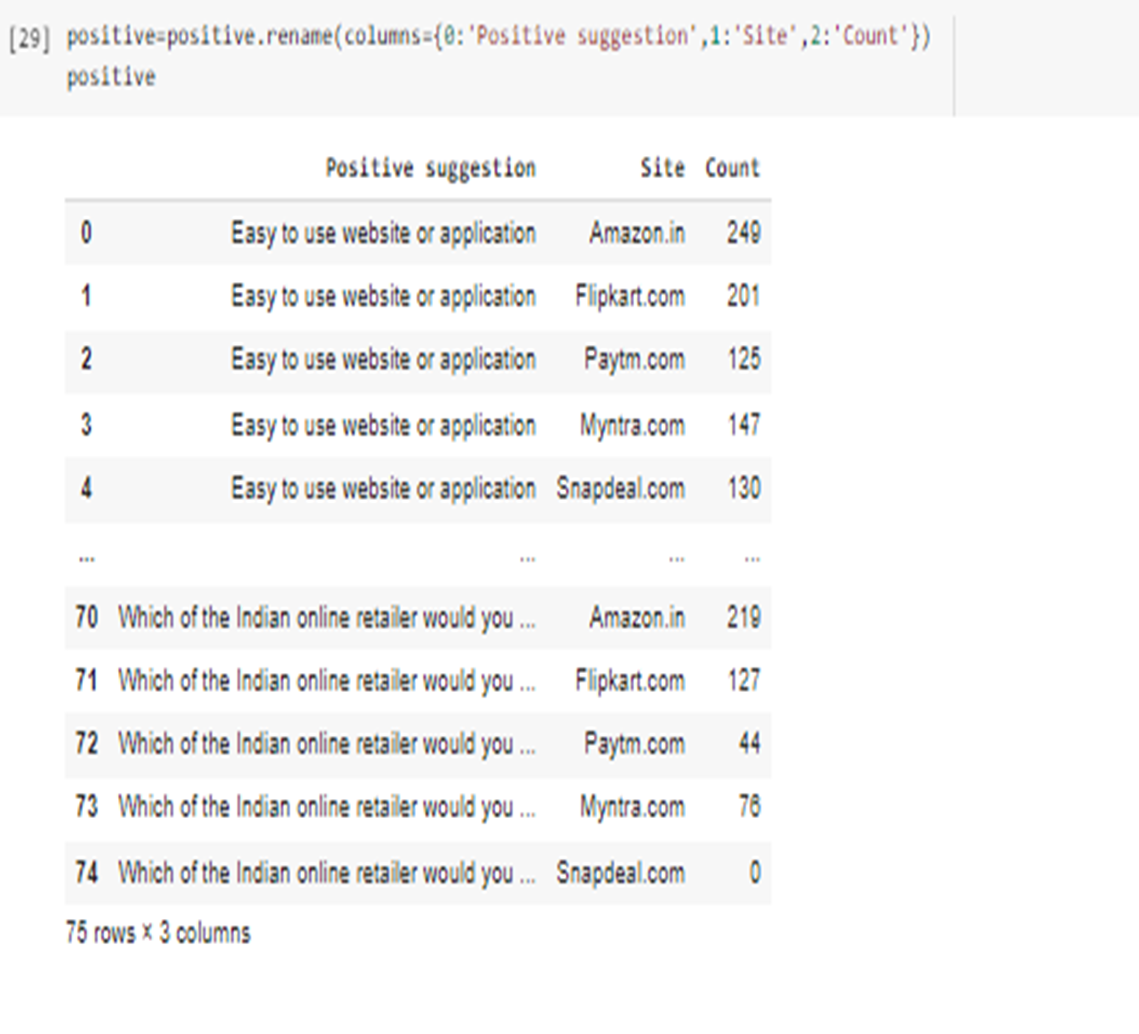 [29] positive=positive.rename(columns={0:'Positive suggestion',1:'Site',2:'Count'})
positive
Positive suggestion Site Count
0 Easy to use website or application Amazon.in 249
1 Easy to use website or application Flipkart.com 201
2 Easy to use website or application Paytm.com 125
3 Easy to use website or application Myntra.com 147
4 Easy to use website or application Snapdeal.com 130
... ... ... ...
70 Which of the Indian online retailer would you ... Amazon.in 219
71 Which of the Indian online retailer would you ... Flipkart.com 127
72 Which of the Indian online retailer would you ... Paytm.com 44
73 Which of the Indian online retailer would you ... Myntra.com 76
74 Which of the Indian online retailer would you ... Snapdeal.com 0
75 rows × 3 columns